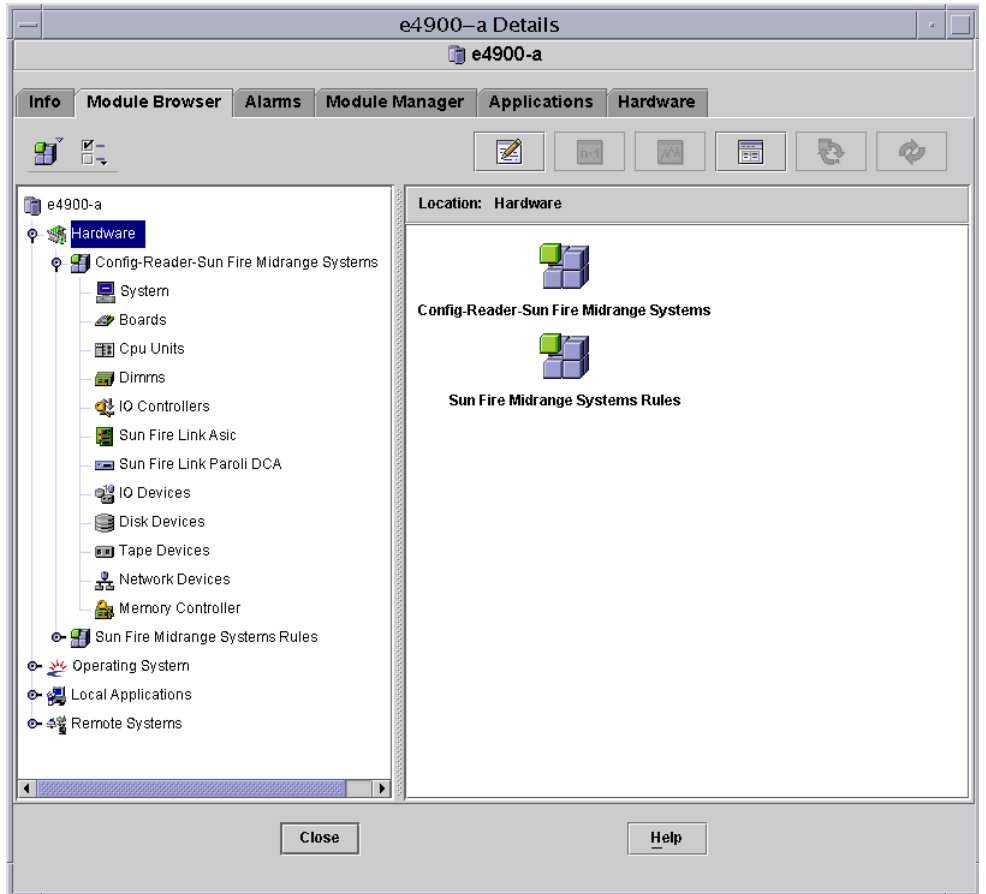 e4900–a Details
e4900-a
Info Module Browser Alarms Module Manager Applications Hardware
n=1
e4900-a
Hardware
Config-Reader-Sun Fire Midrange Systems
System
Boards
Cpu Units
Dimms
IO Controllers
Sun Fire Link Asic
Sun Fire Link Paroli DCA
IO Devices
Disk Devices
Tape Devices
Network Devices
Memory Controller
Sun Fire Midrange Systems Rules
Operating System
Local Applications
Remote Systems
Location: Hardware
Config-Reader-Sun Fire Midrange Systems
Sun Fire Midrange Systems Rules
Close Help